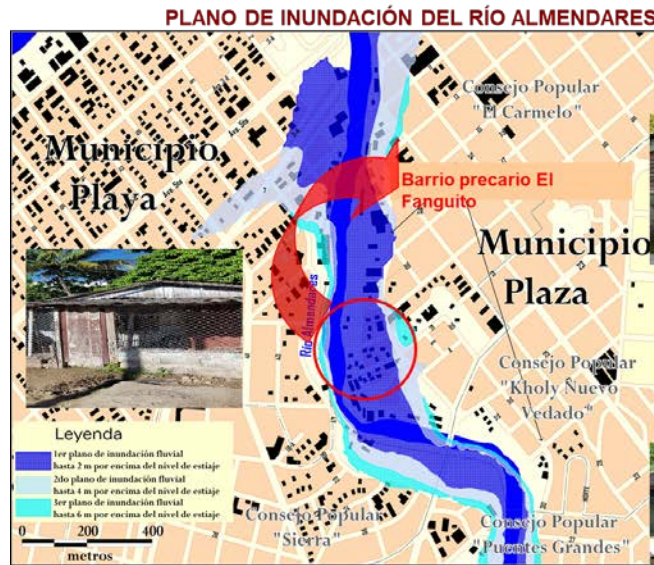 PLANO DE INUNDACIÓN DEL RÍO ALMENDARES
Consejo Popular
"El Carmelo"
Municipio
Playa
Barrio precario El
Fanguito
Municipio
Plaza
Río Almendares
Consejo Popular
"Kholy Nuevo
Vedado"
Leyenda
1er plano de inundación fluvial
hasta 2 m por encima del nivel de estiaje
2do plano de inundación fluvial
hasta 4 m por encima del nivel de estiaje
3er plano de inundación fluvial
hasta 6 m por encima del nivel de estiaje
0 200 400
metros
Consejo Popular
"Sierra"
Consejo Popular
"Puentes Grandes"